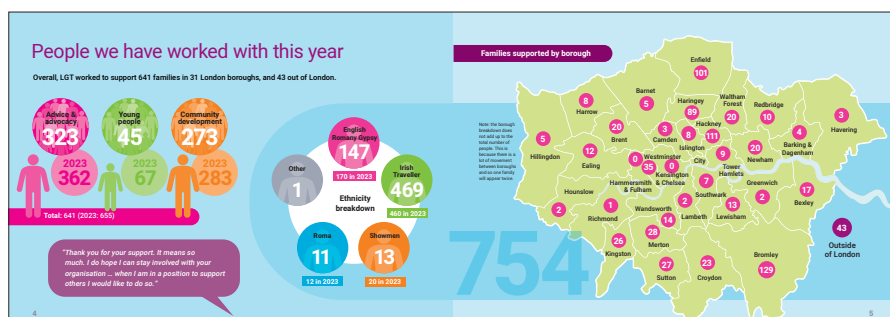 People we have worked with this year
Overall, LGT worked to support 641 families in 31 London boroughs, and 43 out of London.
Advice &
advocacy
323
2023
362
Young
people
45
2023
67
Community
development
273
2023
283
Total: 641 (2023: 655)
"Thank you for your support. It means so
much. I do hope I can stay involved with your
organisation ... when I am in a position to support
others I would like to do so."
4
English
Romany Gypsy
147
170 in 2023
Other
1
Irish
Traveller
469
460 in 2023
Ethnicity
breakdown
Roma
11
12 in 2023
Showmen
13
20 in 2023
Families supported by borough
Note: the borough
breakdown does
not add up to the
total number of
people. This is
because there is a
lot of movement
between boroughs
and so one family
will appear twice.
754
Enfield
101
Barnet
5
8
Harrow
Haringey
89
Waltham
Forest
20
Redbridge
10
3
Havering
5
Hillingdon
20
Brent
3
Camden
8
Islington
Hackney
111
4
Barking &
Dagenham
12
Ealing
0
Hammersmith
& Fulham
Westminster
35
0
Kensington
& Chelsea
City
9
Tower
Hamlets
20
Newham
Hounslow
2
1
Richmond
Wandsworth
14
2
Lambeth
7
Southwark
13
Lewisham
Greenwich
2
17
Bexley
26
Kingston
28
Merton
27
Sutton
23
Croydon
Bromley
129
43
Outside
of London
5